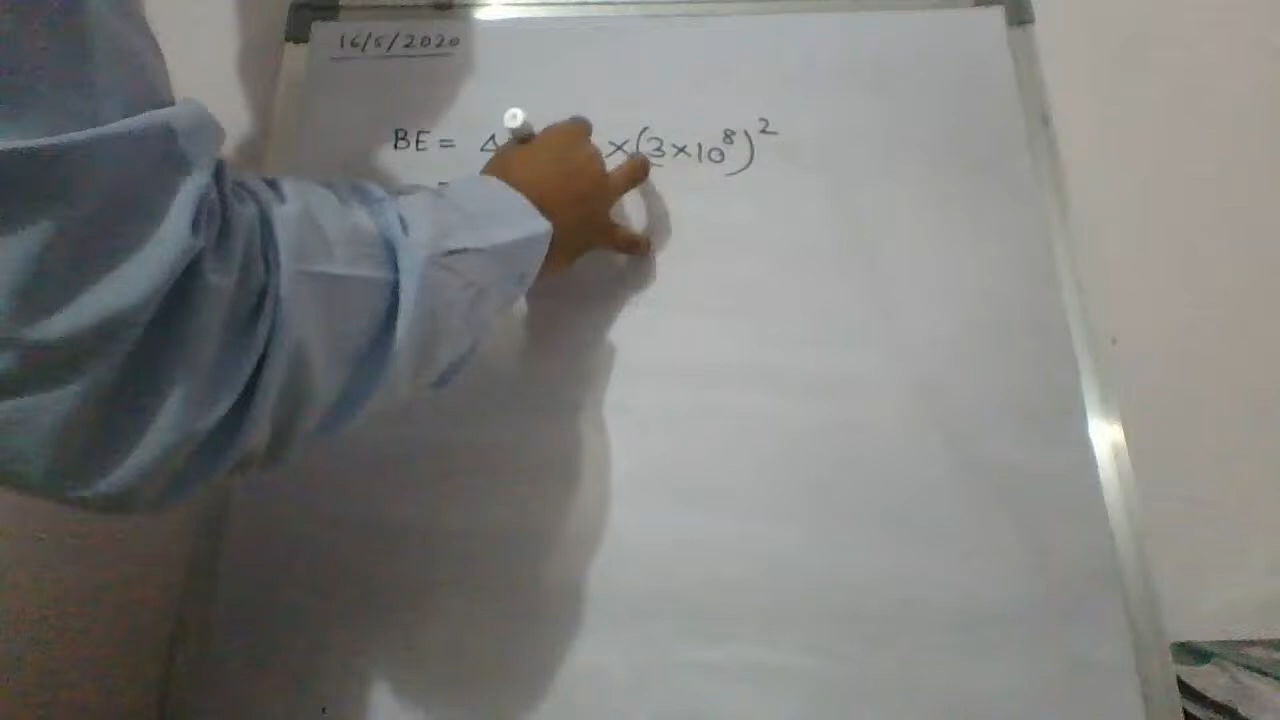 16/5/2020
BE = Δ ×(3×10⁸)²